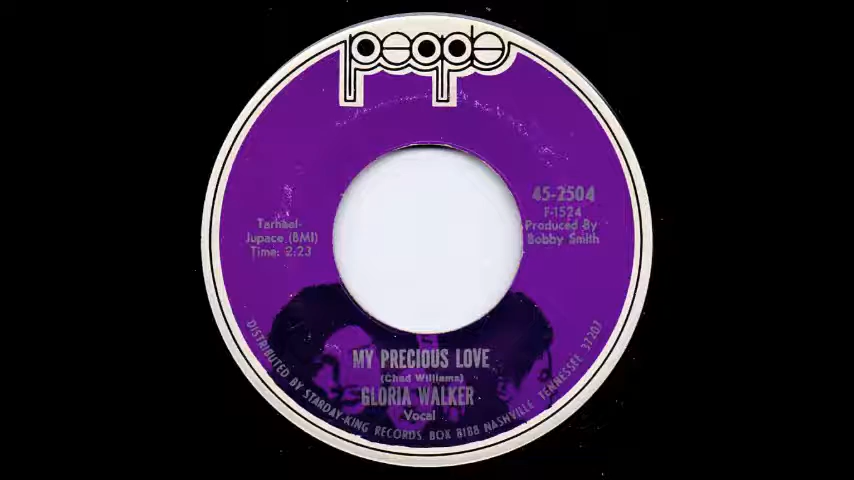 people
45-2504
F-1524
Produced By
Bobby Smith
Tarheel-
Jupace (BMI)
Time: 2:23
MY PRECIOUS LOVE
(Chad Williams)
GLORIA WALKER
Vocal
DISTRIBUTED BY STARDAY-KING RECORDS BOX 8188 NASHVILLE, TENNESSEE 37207